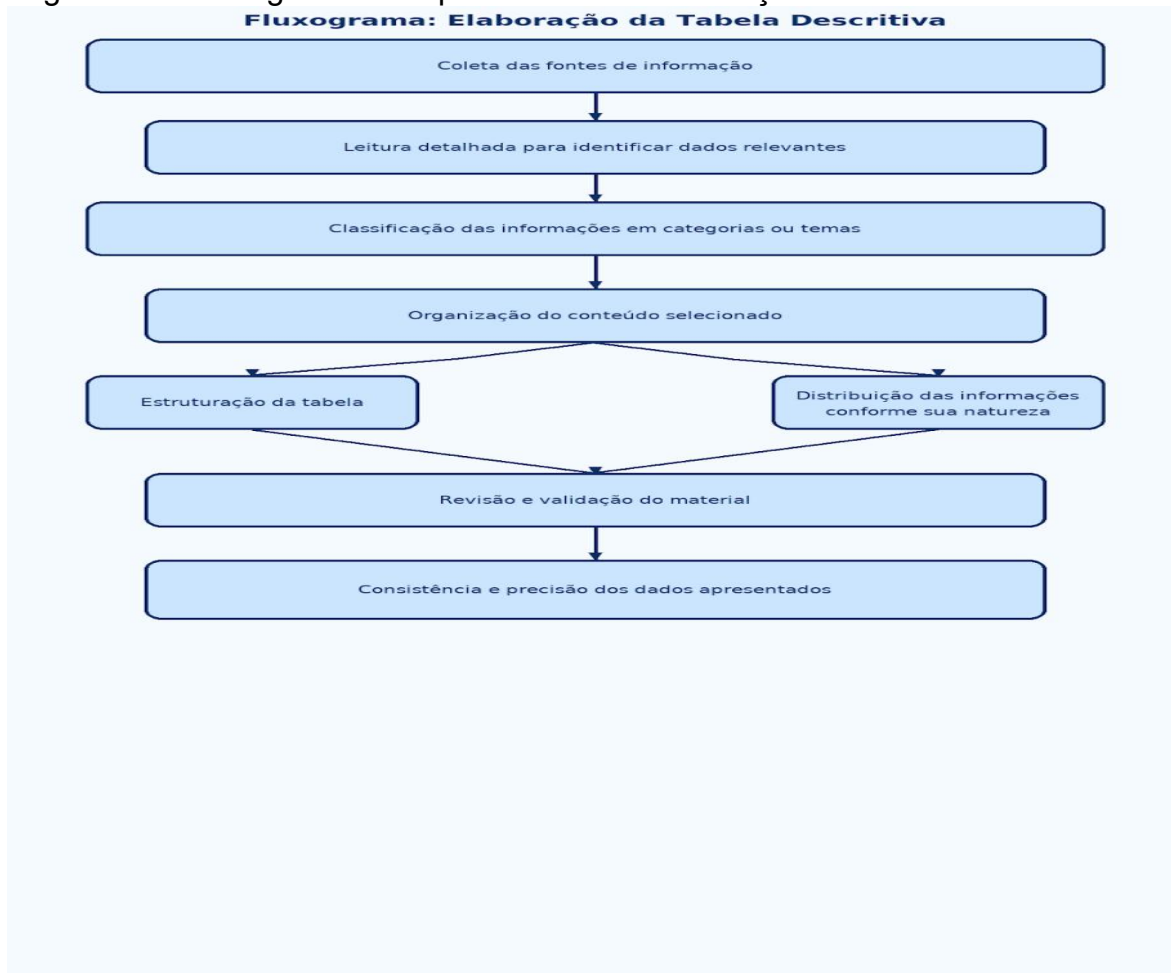 Fluxograma: Elaboração da Tabela Descritiva
Coleta das fontes de informação
Leitura detalhada para identificar dados relevantes
Classificação das informações em categorias ou temas
Organização do conteúdo selecionado
Estruturação da tabela
Distribuição das informações
conforme sua natureza
Revisão e validação do material
Consistência e precisão dos dados apresentados